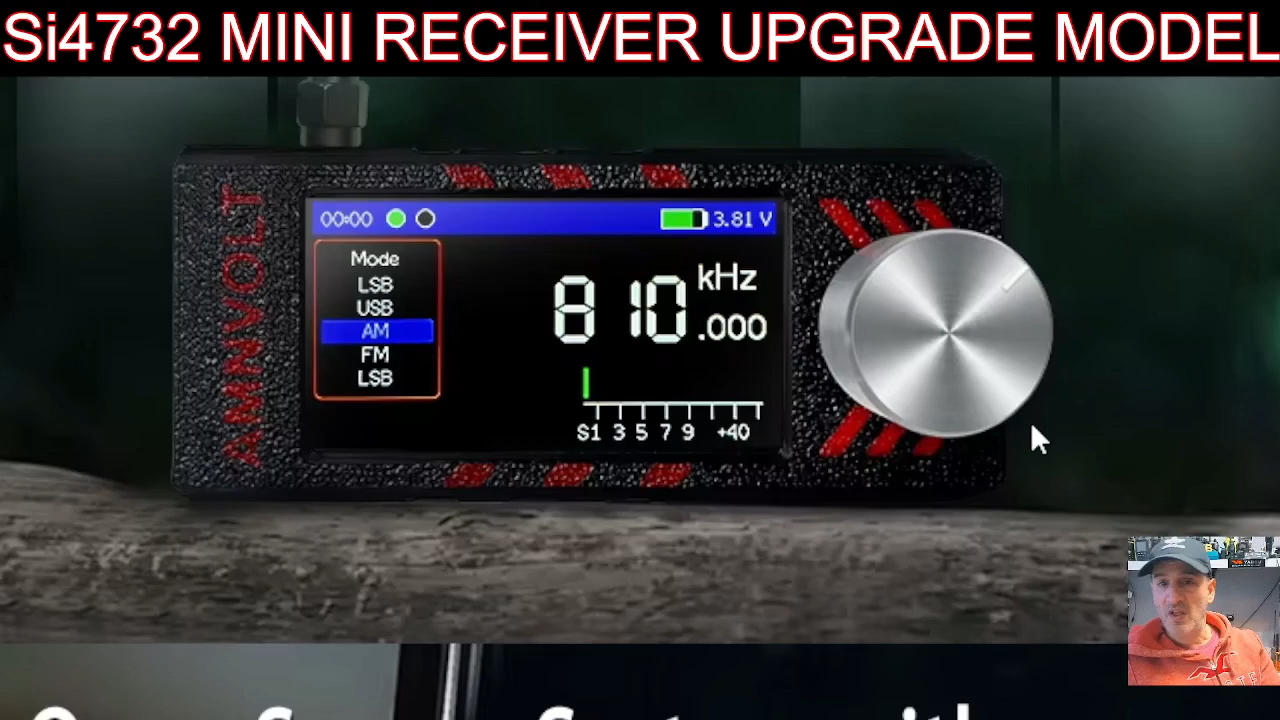 Si4732 MINI RECEIVER UPGRADE MODEL
AMNVOLT
00:00 3.81 V
Mode
LSB
USB
AM
FM
LSB
810 kHz
.000
S1 3 5 7 9 +40